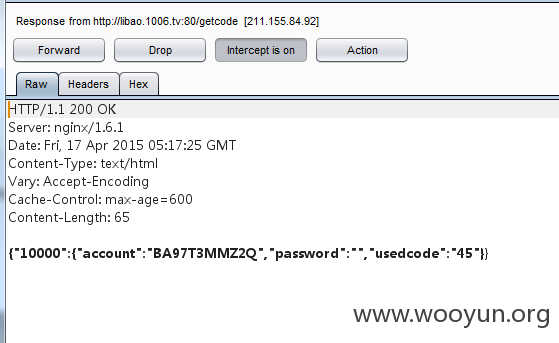 Response from http://libao.1006.tv:80/getcode [211.155.84.92]
Forward Drop Intercept is on Action
Raw Headers Hex
HTTP/1.1 200 OK
Server: nginx/1.6.1
Date: Fri, 17 Apr 2015 05:17:25 GMT
Content-Type: text/html
Vary: Accept-Encoding
Cache-Control: max-age=600
Content-Length: 65
{"10000":{"account":"BA97T3MMZ2Q","password":"","usedcode":"45"}}
www.wooyun.org